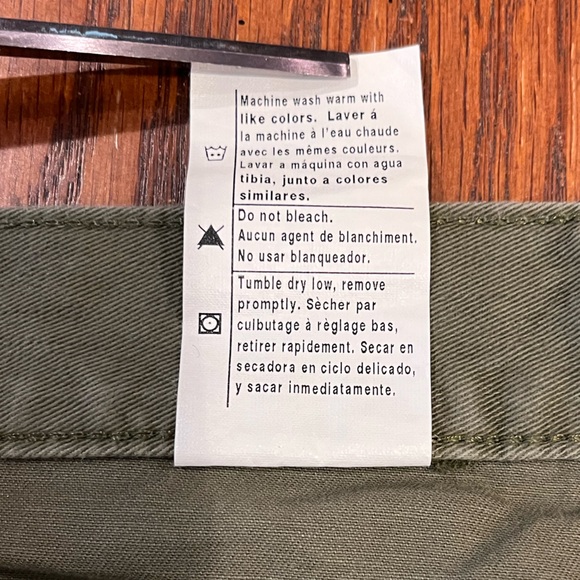 Machine wash warm with
like colors. Laver á
la machine à l'eau chaude
avec les mêmes couleurs.
Lavar a máquina con agua
tibia, junto a colores
similares.
Do not bleach.
Aucun agent de blanchiment.
No usar blanqueador.
Tumble dry low, remove
promptly. Sècher par
culbutage à règlage bas,
retirer rapidement. Secar en
secadora en ciclo delicado,
y sacar inmediatamente.